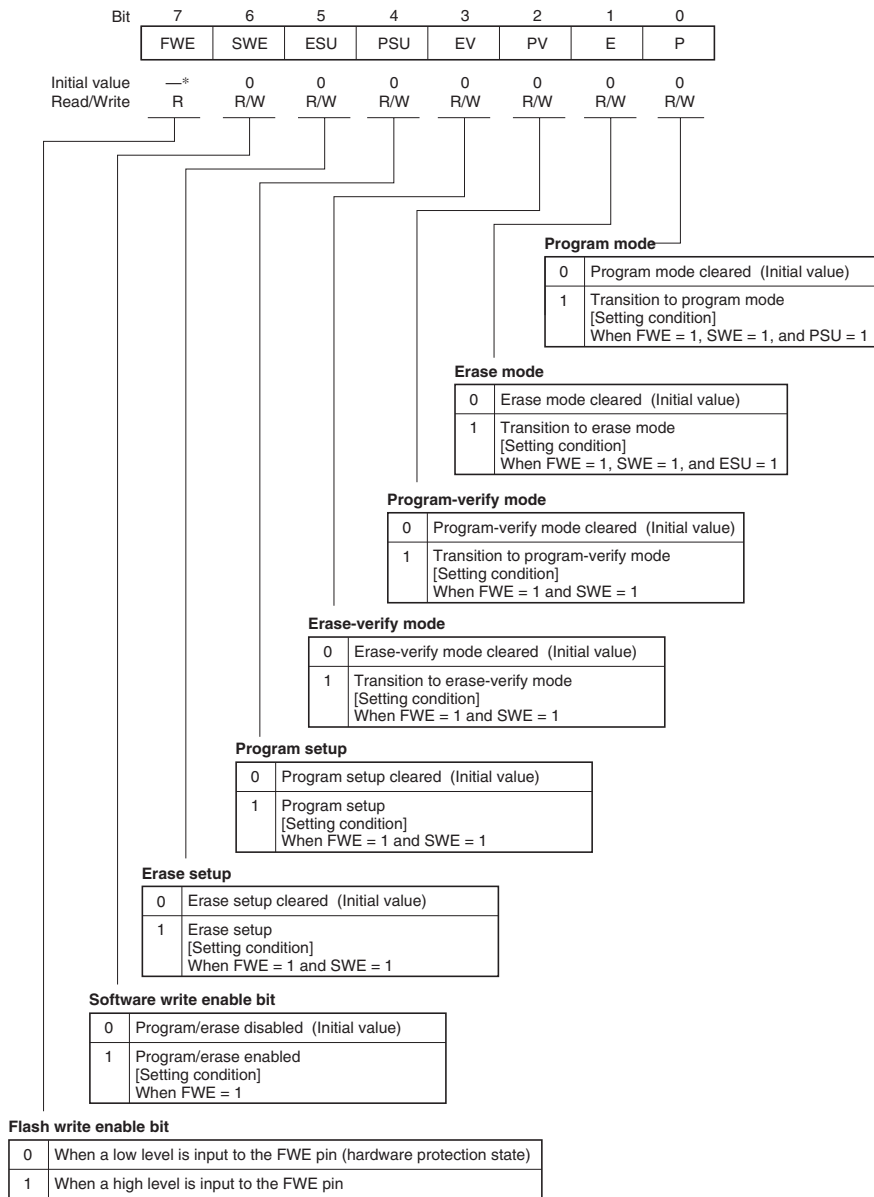 Bit 7 6 5 4 3 2 1 0
FWE SWE ESU PSU EV PV E P
Initial value —* 0 0 0 0 0 0 0
Read/Write R R/W R/W R/W R/W R/W R/W R/W
Program mode
0 Program mode cleared (Initial value)
1 Transition to program mode
[Setting condition]
When FWE = 1, SWE = 1, and PSU = 1
Erase mode
0 Erase mode cleared (Initial value)
1 Transition to erase mode
[Setting condition]
When FWE = 1, SWE = 1, and ESU = 1
Program-verify mode
0 Program-verify mode cleared (Initial value)
1 Transition to program-verify mode
[Setting condition]
When FWE = 1 and SWE = 1
Erase-verify mode
0 Erase-verify mode cleared (Initial value)
1 Transition to erase-verify mode
[Setting condition]
When FWE = 1 and SWE = 1
Program setup
0 Program setup cleared (Initial value)
1 Program setup
[Setting condition]
When FWE = 1 and SWE = 1
Erase setup
0 Erase setup cleared (Initial value)
1 Erase setup
[Setting condition]
When FWE = 1 and SWE = 1
Software write enable bit
0 Program/erase disabled (Initial value)
1 Program/erase enabled
[Setting condition]
When FWE = 1
Flash write enable bit
0 When a low level is input to the FWE pin (hardware protection state)
1 When a high level is input to the FWE pin